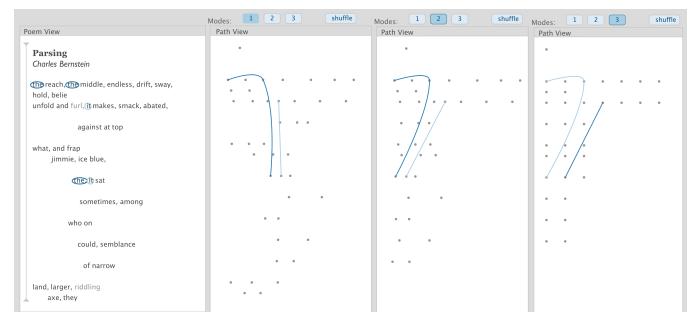 Modes: 1 2 3 shuffle
Modes: 1 2 3 shuffle
Modes: 1 2 3 shuffle
Poem View
Path View
Path View
Path View
Parsing
Charles Bernstein
the reach, the middle, endless, drift, sway,
hold, belie
unfold and furl, it makes, smack, abated,
against at top
what, and frap
jimmie, ice blue,
the it sat
sometimes, among
who on
could, semblance
of narrow
land, larger, riddling
axe, they